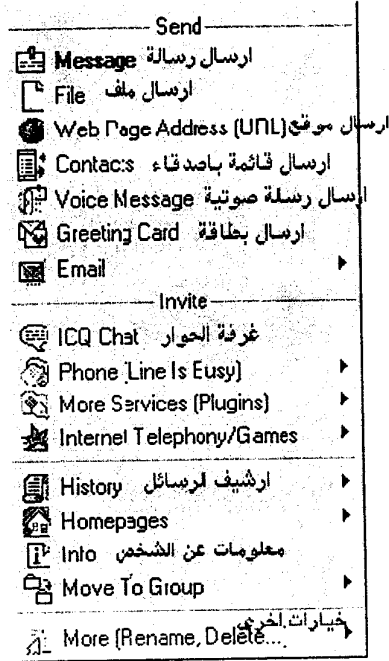 Send
Message ارسال رسالة
File ارسال ملف
Web Page Address (URL) ارسال موقع
Contacts ارسال قائمة باصدقاء
Voice Message ارسال رسلة صوتية
Greeting Card ارسال بطاقة
Email
Invite
ICQ Chat غرفة الحوار
Phone (Line Is Busy)
More Services (Plugins)
Internet Telephony/Games
History ارشيف الرسائل
Homepages
Info معلومات عن الشخص
Move To Group
خيارات اخرى
More (Rename, Delete...